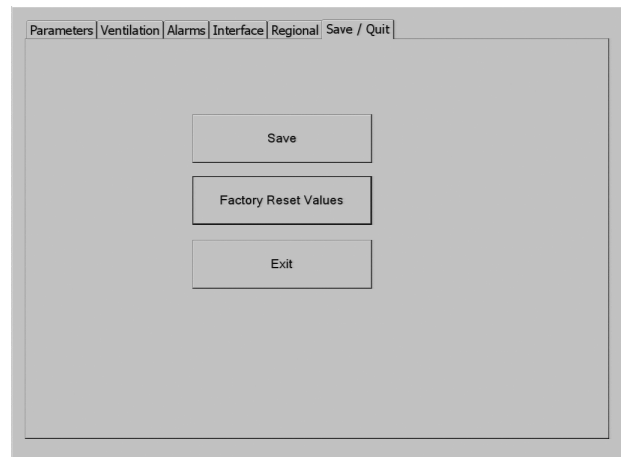 Parameters Ventilation Alarms Interface Regional Save / Quit
Save
Factory Reset Values
Exit